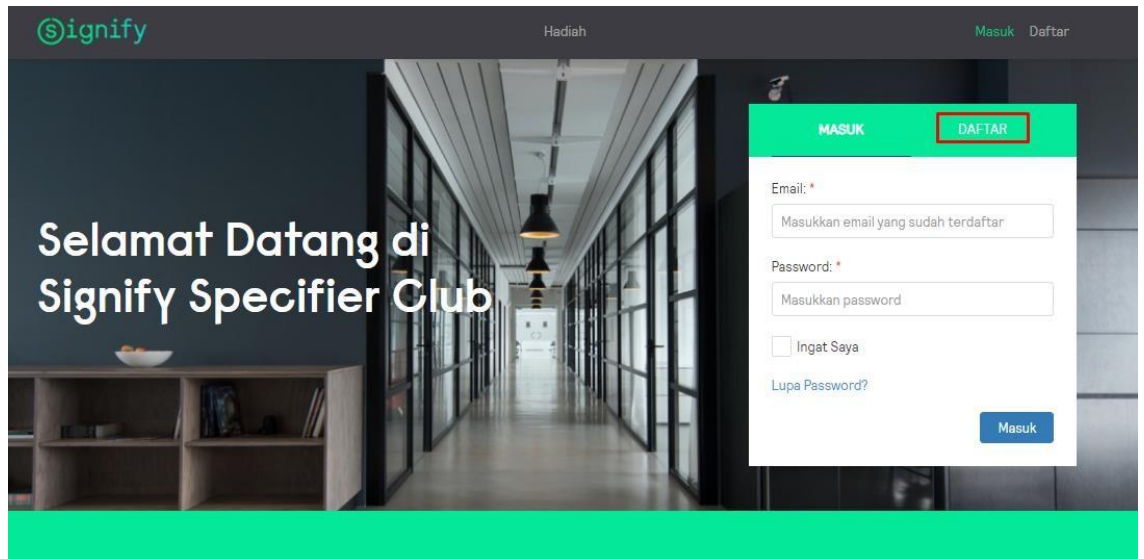 signify
Hadiah
Masuk Daftar
MASUK DAFTAR
Selamat Datang di
Signify Specifier Club
Email: *
Masukkan email yang sudah terdaftar
Password: *
Masukkan password
Ingat Saya
Lupa Password?
Masuk